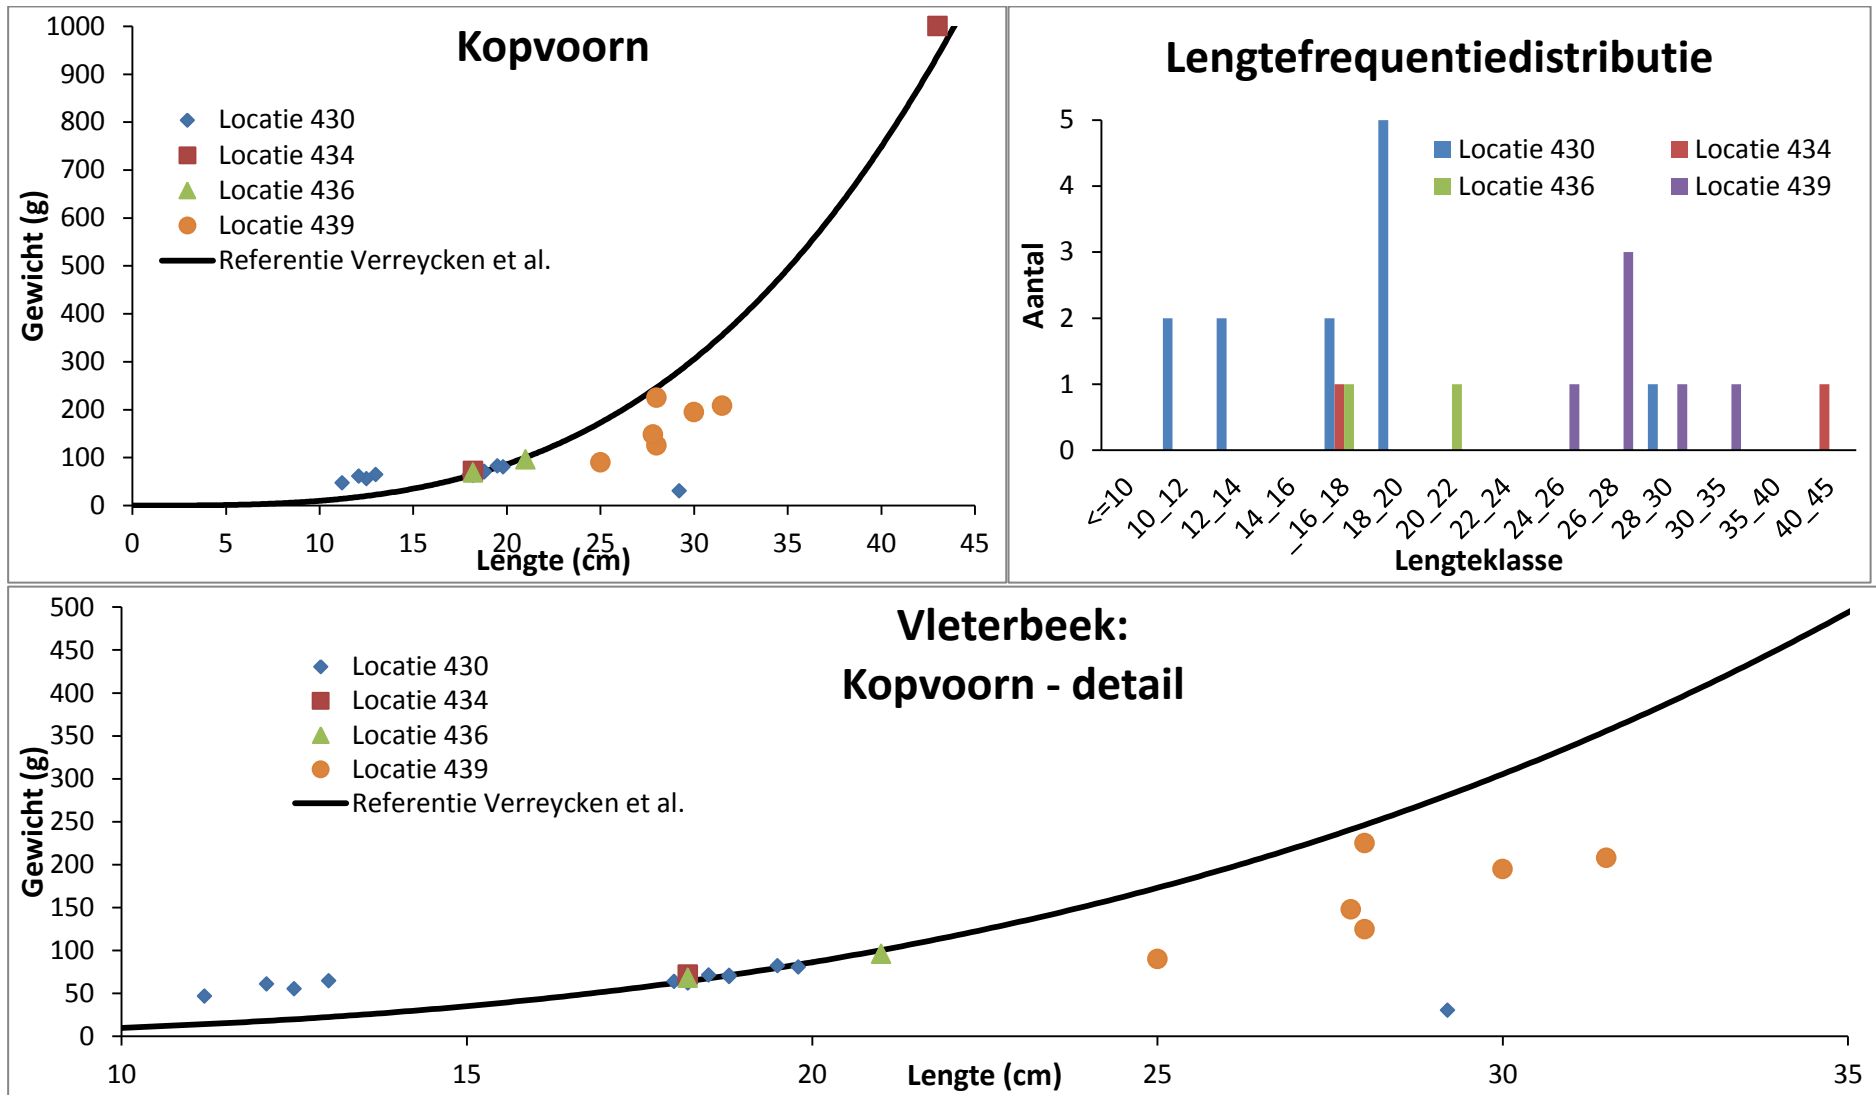 Kopvoorn
1000
900
800
700
600
500
400
300
200
100
0
Gewicht (g)
Locatie 430
Locatie 434
Locatie 436
Locatie 439
Referentie Verreycken et al.
0 5 10 15 20 25 30 35 40 45
Lengte (cm)
Lengtefrequentiedistributie
5
4
3
2
1
0
Aantal
Locatie 430 Locatie 434
Locatie 436 Locatie 439
<=10 10_12 12_14 14_16 _16_18 18_20 20_22 22_24 24_26 26_28 28_30 30_35 35_40 40_45
Lengteklasse
Vleterbeek:
Kopvoorn - detail
500
450
400
350
300
250
200
150
100
50
0
Gewicht (g)
Locatie 430
Locatie 434
Locatie 436
Locatie 439
Referentie Verreycken et al.
10 15 20 25 30 35
Lengte (cm)